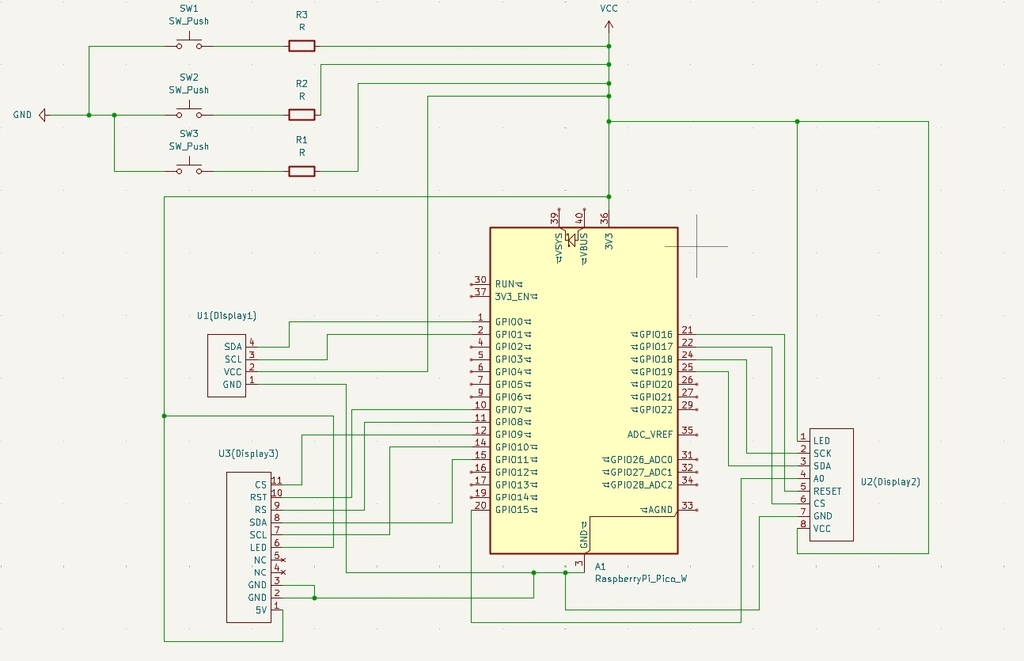 SW1
SW_Push
R3
R
VCC
SW2
SW_Push
R2
R
GND
SW3
SW_Push
R1
R
39
40
36
VSYS
VBUS
3V3
30
RUN
37
3V3_EN
U1(Display1)
SDA 4
SCL 3
VCC 2
GND 1
1 GPIO0
2 GPIO1
4 GPIO2
5 GPIO3
6 GPIO4
7 GPIO5
9 GPIO6
10 GPIO7
11 GPIO8
12 GPIO9
14 GPIO10
15 GPIO11
16 GPIO12
17 GPIO13
19 GPIO14
20 GPIO15
GPIO16 21
GPIO17 22
GPIO18 24
GPIO19 25
GPIO20 26
GPIO21 27
GPIO22 29
ADC_VREF 35
GPIO26_ADC0 31
GPIO27_ADC1 32
GPIO28_ADC2 34
AGND 33
GND
3
A1
RaspberryPi_Pico_W
U3(Display3)
CS 11
RST 10
RS 9
SDA 8
SCL 7
LED 6
NC 5
NC 4
GND 3
GND 2
5V 1
1 LED
2 SCK
3 SDA
4 A0
5 RESET
6 CS
7 GND
8 VCC
U2(Display2)